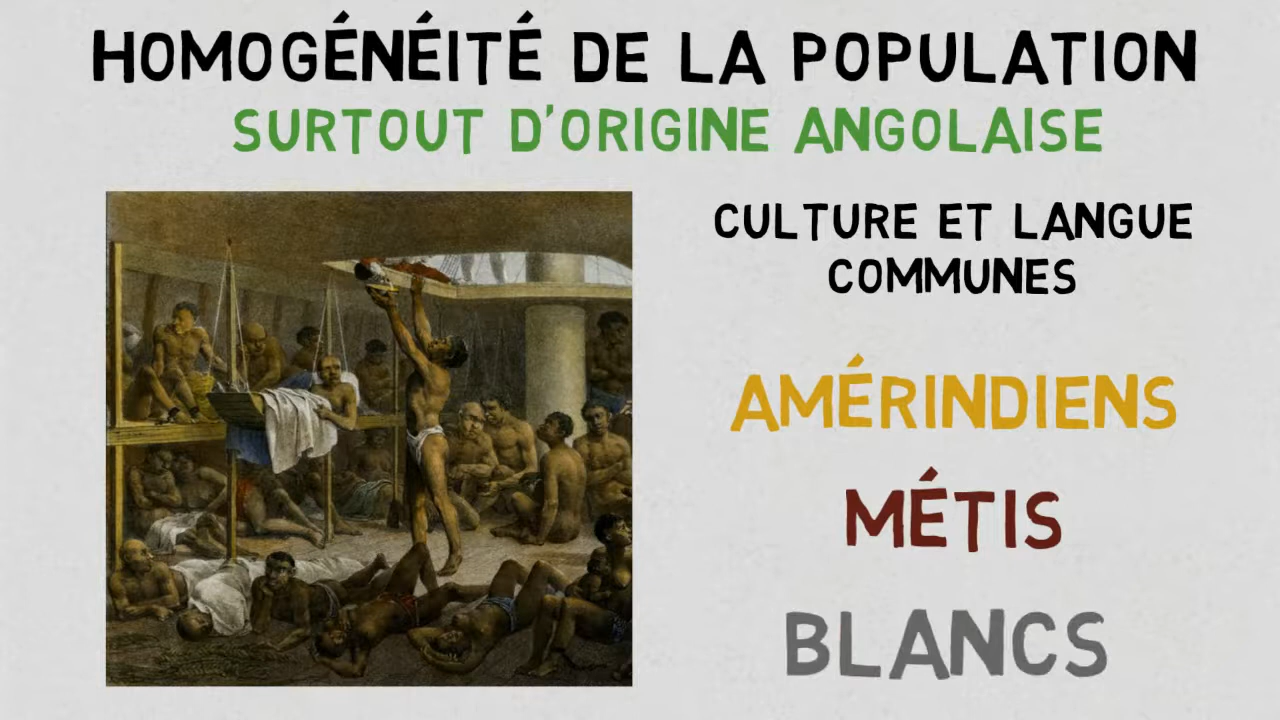 HOMOGÉNÉITÉ DE LA POPULATION
SURTOUT D'ORIGINE ANGOLAISE
CULTURE ET LANGUE
COMMUNES
AMÉRINDIENS
MÉTIS
BLANCS